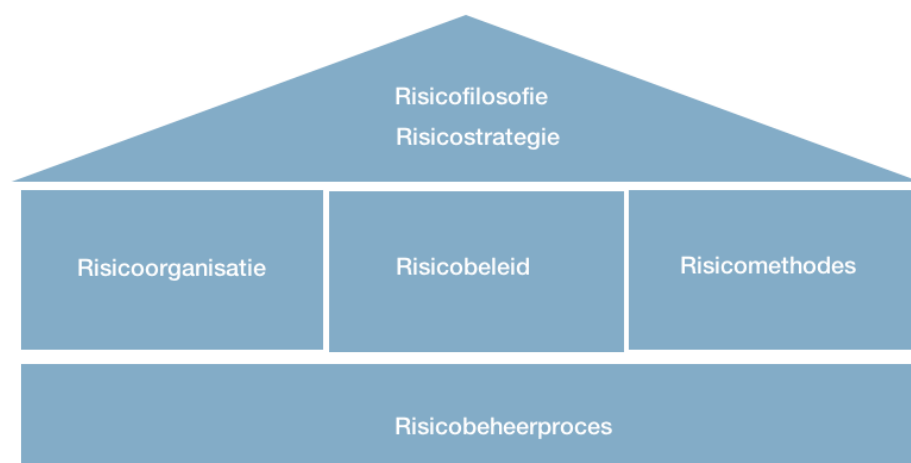 Risicofilosofie
Risicostrategie
Risicoorganisatie
Risicobeleid
Risicomethodes
Risicobeheerproces